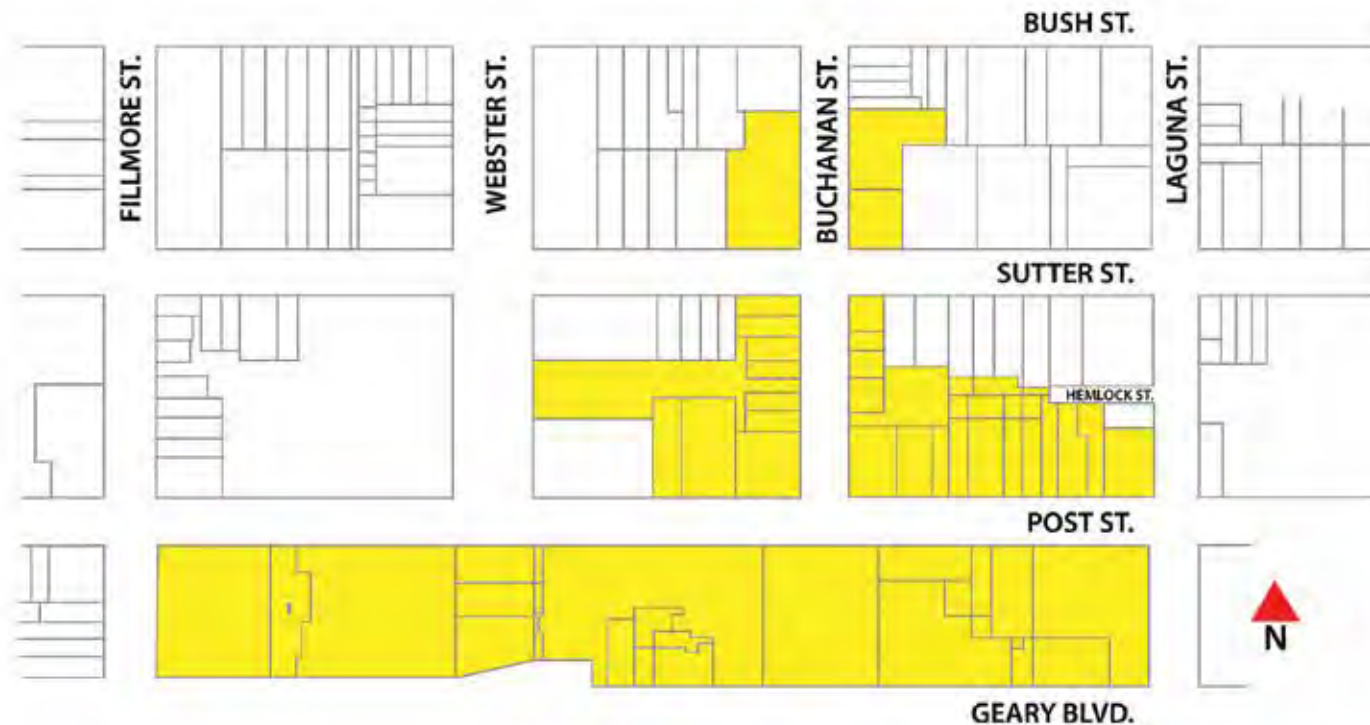 BUSH ST.
FILLMORE ST.
WEBSTER ST.
BUCHANAN ST.
LAGUNA ST.
SUTTER ST.
HEMLOCK ST.
POST ST.
N
GEARY BLVD.